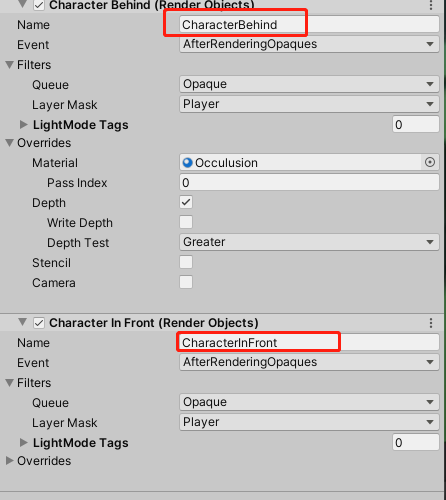 Character Behind (Render Objects)
Name CharacterBehind
Event AfterRenderingOpaques
Filters
Queue Opaque
Layer Mask Player
LightMode Tags 0
Overrides
Material Occulusion
Pass Index 0
Depth
Write Depth
Depth Test Greater
Stencil
Camera
Character In Front (Render Objects)
Name CharacterInFront
Event AfterRenderingOpaques
Filters
Queue Opaque
Layer Mask Player
LightMode Tags 0
Overrides